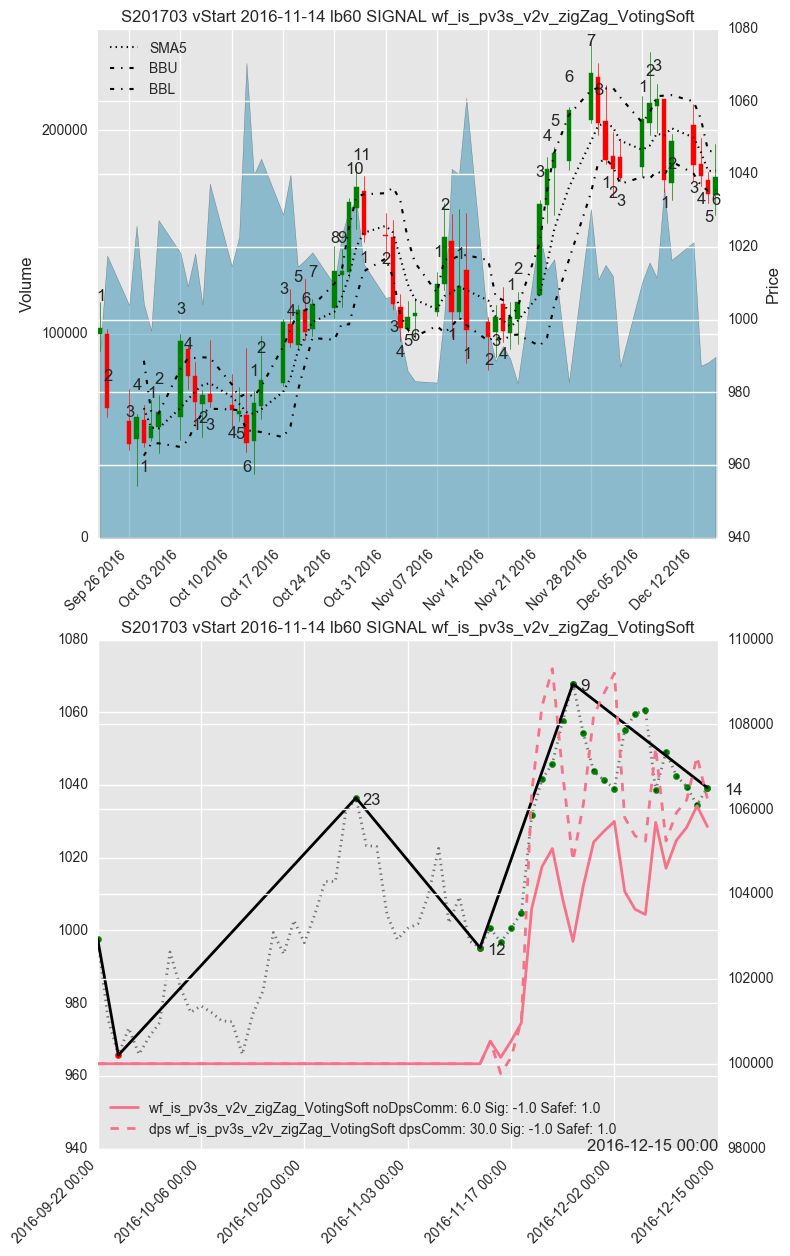 S201703 vStart 2016-11-14 lb60 SIGNAL wf_is_pv3s_v2v_zigZag_VotingSoft
SMA5
BBU
BBL
Volume
200000
100000
0
Price
1080
1060
1040
1020
1000
980
960
940
Sep 26 2016
Oct 03 2016
Oct 10 2016
Oct 17 2016
Oct 24 2016
Oct 31 2016
Nov 07 2016
Nov 14 2016
Nov 21 2016
Nov 28 2016
Dec 05 2016
Dec 12 2016
S201703 vStart 2016-11-14 lb60 SIGNAL wf_is_pv3s_v2v_zigZag_VotingSoft
1080
1060
1040
1020
1000
980
960
940
110000
108000
106000
104000
102000
100000
98000
9
14
23
12
wf_is_pv3s_v2v_zigZag_VotingSoft noDpsComm: 6.0 Sig: -1.0 Safef: 1.0
dps wf_is_pv3s_v2v_zigZag_VotingSoft dpsComm: 30.0 Sig: -1.0 Safef: 1.0
2016-12-15 00:00
2016-09-22 00:00
2016-10-06 00:00
2016-10-20 00:00
2016-11-03 00:00
2016-11-17 00:00
2016-12-02 00:00
2016-12-15 00:00